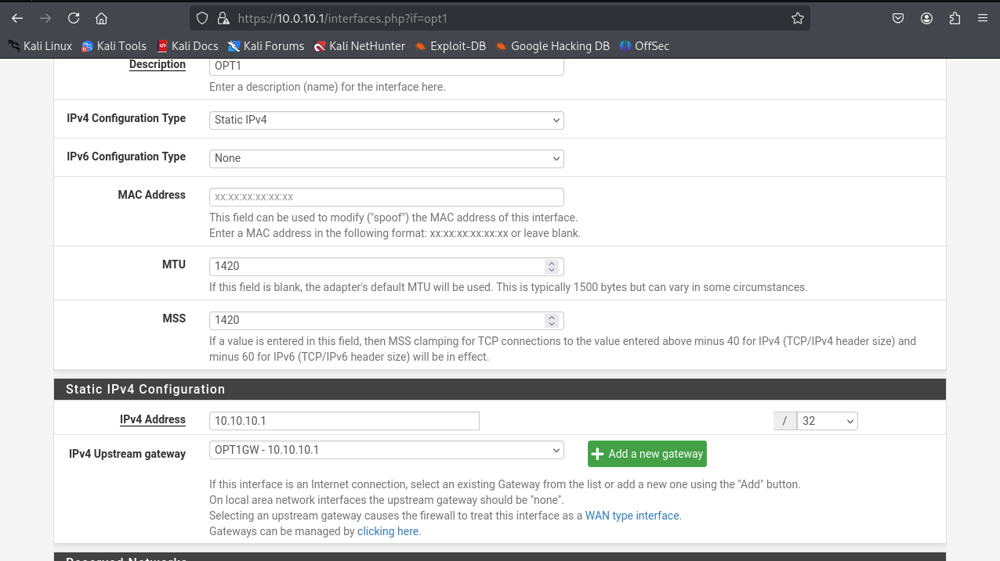 https://10.0.10.1/interfaces.php?if=opt1
Kali Linux Kali Tools Kali Docs Kali Forums Kali NetHunter Exploit-DB Google Hacking DB OffSec
Description OPT1
Enter a description (name) for the interface here.
IPv4 Configuration Type Static IPv4
IPv6 Configuration Type None
MAC Address xx:xx:xx:xx:xx:xx
This field can be used to modify ("spoof") the MAC address of this interface.
Enter a MAC address in the following format: xx:xx:xx:xx:xx:xx or leave blank.
MTU 1420
If this field is blank, the adapter's default MTU will be used. This is typically 1500 bytes but can vary in some circumstances.
MSS 1420
If a value is entered in this field, then MSS clamping for TCP connections to the value entered above minus 40 for IPv4 (TCP/IPv4 header size) and
minus 60 for IPv6 (TCP/IPv6 header size) will be in effect.
Static IPv4 Configuration
IPv4 Address 10.10.10.1 / 32
IPv4 Upstream gateway OPT1GW - 10.10.10.1 Add a new gateway
If this interface is an Internet connection, select an existing Gateway from the list or add a new one using the "Add" button.
On local area network interfaces the upstream gateway should be "none".
Selecting an upstream gateway causes the firewall to treat this interface as a WAN type interface.
Gateways can be managed by clicking here.
Reserved Networks